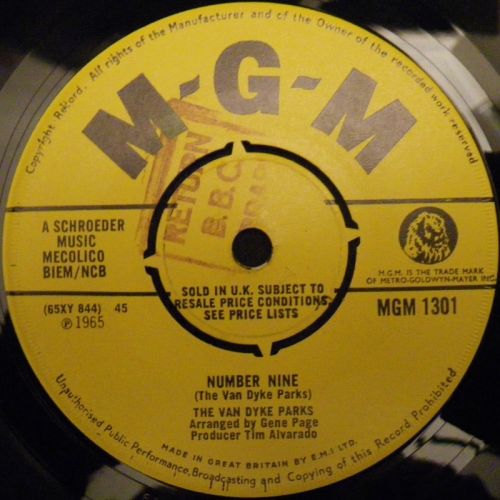 Copyright Record. All rights of the Manufacturer and of the Owner of the recorded work reserved
M-G-M
RETURN
B.B.C.
A SCHROEDER
MUSIC
MECOLICO
BIEM/NCB
M.G.M. IS THE TRADE MARK
OF METRO-GOLDWYN-MAYER INC.
SOLD IN U.K. SUBJECT TO
RESALE PRICE CONDITIONS,
SEE PRICE LISTS
(65XY 844) 45
℗ 1965
MGM 1301
NUMBER NINE
(The Van Dyke Parks)
THE VAN DYKE PARKS
Arranged by Gene Page
Producer Tim Alvarado
MADE IN GREAT BRITAIN BY E.M.I. LTD.
Unauthorised Public Performance, Broadcasting and Copying of this Record Prohibited